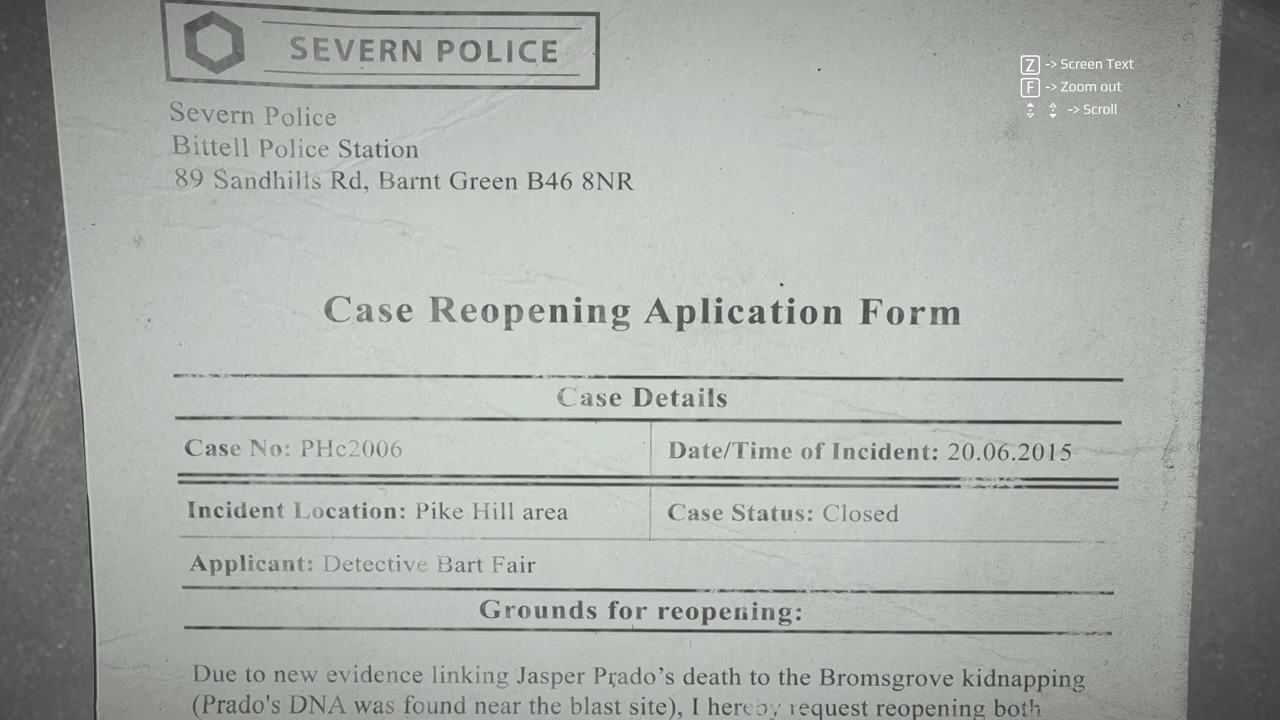 SEVERN POLICE
Severn Police
Bittell Police Station
89 Sandhills Rd, Barnt Green B46 8NR
Z -> Screen Text
F -> Zoom out
-> Scroll
Case Reopening Aplication Form
Case Details
Case No: PHc2006
Date/Time of Incident: 20.06.2015
Incident Location: Pike Hill area
Case Status: Closed
Applicant: Detective Bart Fair
Grounds for reopening:
Due to new evidence linking Jasper Prado's death to the Bromsgrove kidnapping
(Prado's DNA was found near the blast site), I hereby request reopening both